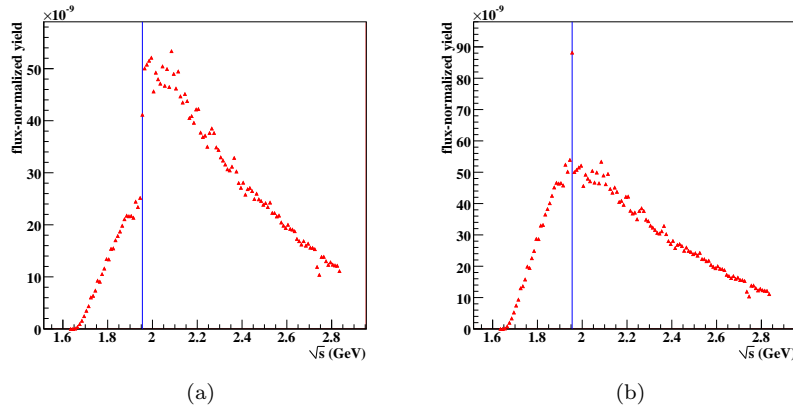 ×10⁻⁹
flux-normalized yield
50
40
30
20
10
0
1.6 1.8 2 2.2 2.4 2.6 2.8
√s (GeV)
(a)
×10⁻⁹
flux-normalized yield
90
80
70
60
50
40
30
20
10
0
1.6 1.8 2 2.2 2.4 2.6 2.8
√s (GeV)
(b)